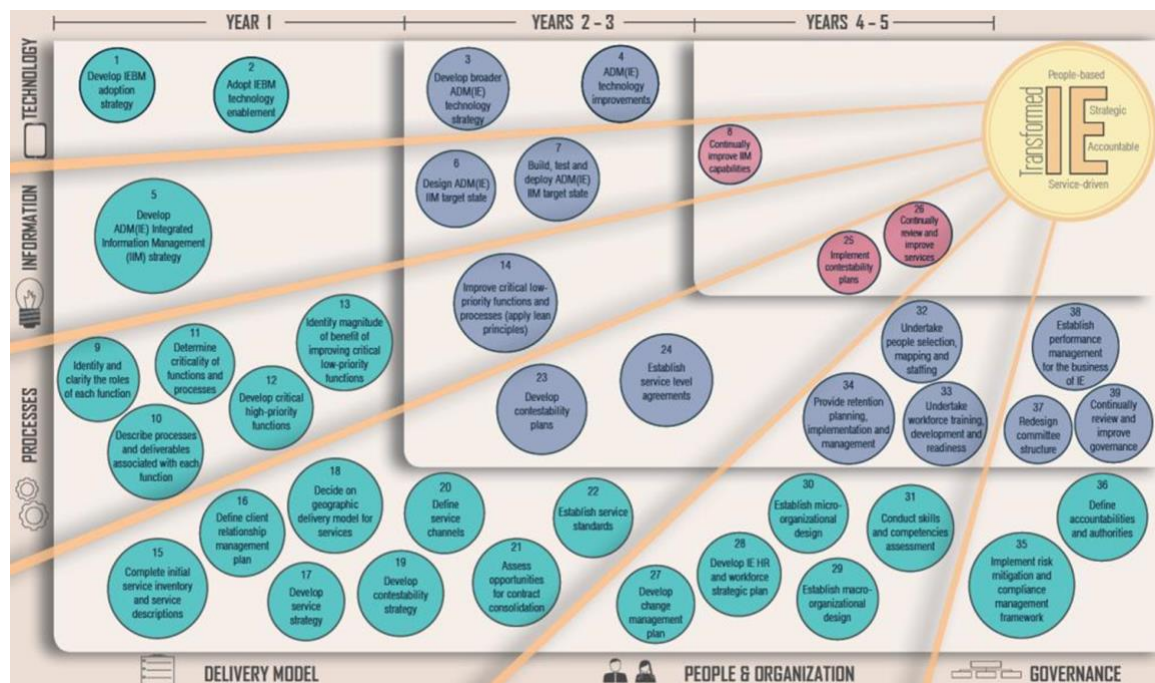 YEAR 1
YEARS 2 – 3
YEARS 4 – 5
TECHNOLOGY
INFORMATION
PROCESSES
1
Develop IEBM
adoption
strategy
2
Adopt IEBM
technology
enablement
3
Develop broader
ADM(IE)
technology
strategy
4
ADM(IE)
technology
improvements
People-based
Transformed
IE
Strategic
Accountable
Service-driven
5
Develop
ADM(IE) Integrated
Information Management
(IIM) strategy
6
Design ADM(IE)
IIM target state
7
Build, test and
deploy ADM(IE)
IIM target state
8
Continually
improve IIM
capabilities
9
Identify and
clarify the roles
of each function
10
Describe processes
and deliverables
associated with each
function
11
Determine
criticality of
functions and
processes
12
Develop critical
high-priority
functions
13
Identify magnitude
of benefit of
improving critical
low-priority
functions
14
Improve critical low-
priority functions and
processes (apply lean
principles)
15
Complete initial
service inventory
and service
descriptions
16
Define client
relationship
management
plan
17
Develop
service
strategy
18
Decide on
geographic
delivery model for
services
19
Develop
contestability
strategy
20
Define
service
channels
21
Assess
opportunities
for contract
consolidation
22
Establish service
standards
23
Develop
contestability
plans
24
Establish
service level
agreements
25
Implement
contestability
plans
26
Continually
review and
improve
services
27
Develop
change
management
plan
28
Develop IE HR
and workforce
strategic plan
29
Establish macro-
organizational
design
30
Establish micro-
organizational
design
31
Conduct skills
and competencies
assessment
32
Undertake
people selection,
mapping and
staffing
33
Undertake
workforce training,
development and
readiness
34
Provide retention
planning,
implementation and
management
35
Implement risk
mitigation and
compliance
management
framework
36
Define
accountabilities
and authorities
37
Redesign
committee
structure
38
Establish
performance
management
for the business
of IE
39
Continually
review and
improve
governance
DELIVERY MODEL
PEOPLE & ORGANIZATION
GOVERNANCE